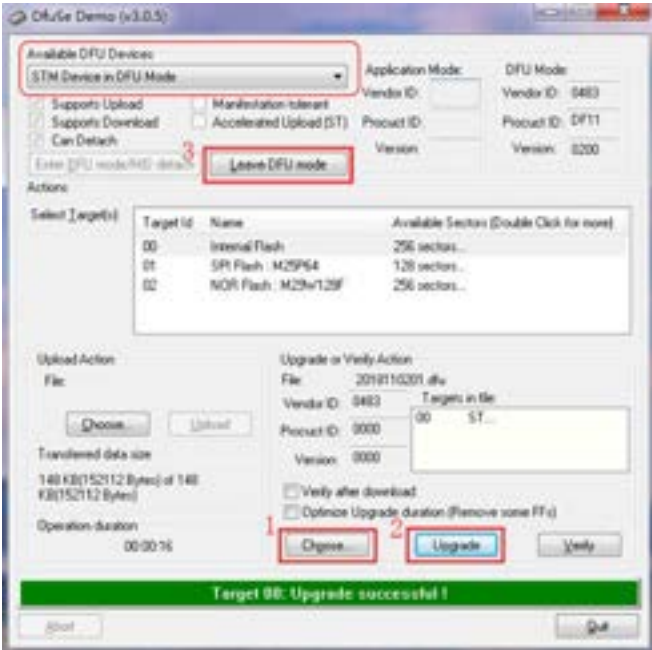 DfuSe Demo (v3.0.5)
Available DFU Devices
STM Device in DFU Mode
Application Mode:
DFU Mode:
Supports Upload
Manifestation tolerant
Vendor ID:
Vendor ID: 0483
Supports Download
Accelerated Upload (ST)
Procuct ID:
Procuct ID: DF11
Can Detach
Version:
Version: 0200
3
Enter DFU mode/HID detach
Leave DFU mode
Actions
Select Target(s):
Target Id Name Available Sectors (Double Click for more)
00 Internal Flash 256 sectors...
01 SPI Flash : M25P64 128 sectors...
02 NOR Flash : M29W128F 256 sectors...
Upload Action
File:
Choose...
Upload
Transferred data size
148 KB(152112 Bytes) of 148
KB(152112 Bytes)
Operation duration
00:00:16
Upgrade or Verify Action
File: 2018110201.dfu
Vendor ID: 0483
Targets in file:
Procuct ID: 0000
00 ST...
Version: 0000
Verify after download
Optimize Upgrade duration (Remove some FFs)
1
Choose...
2
Upgrade
Verify
Target 00: Upgrade successful !
Abort
Quit